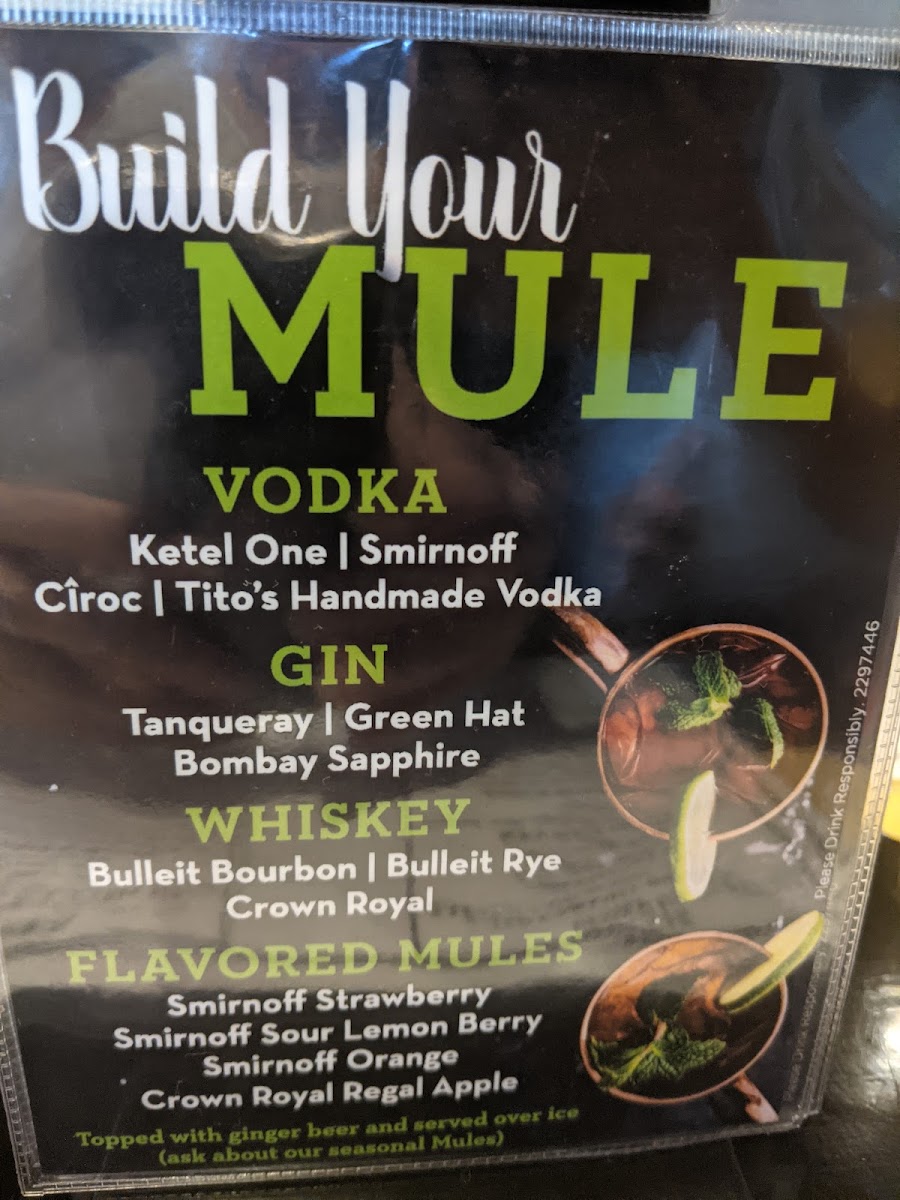 Build Your
MULE
VODKA
Ketel One | Smirnoff
Cîroc | Tito's Handmade Vodka
GIN
Tanqueray | Green Hat
Bombay Sapphire
WHISKEY
Bulleit Bourbon | Bulleit Rye
Crown Royal
FLAVORED MULES
Smirnoff Strawberry
Smirnoff Sour Lemon Berry
Smirnoff Orange
Crown Royal Regal Apple
Topped with ginger beer and served over ice
(ask about our seasonal Mules)
Please Drink Responsibly. 2297446